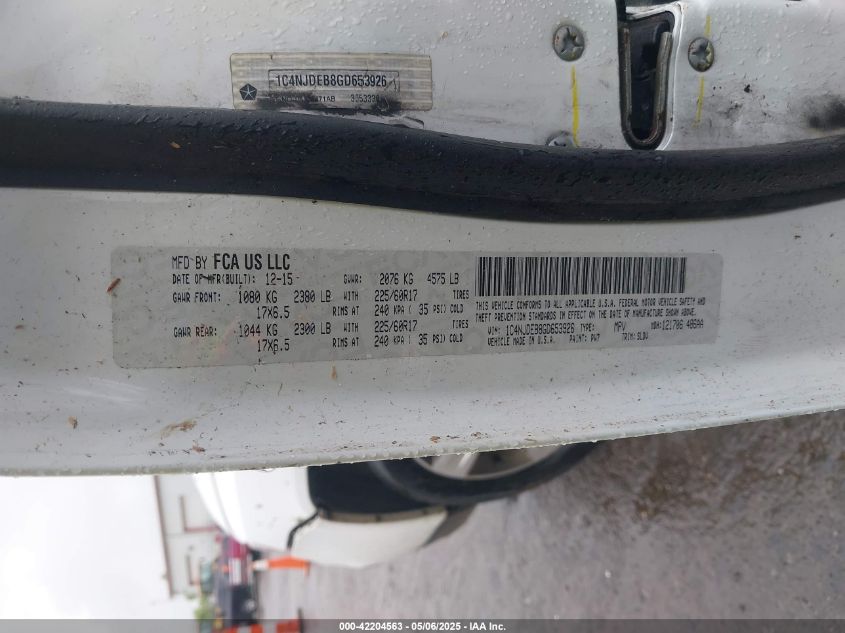 1C4NJDEB8GD653926
71AB
MFD BY FCA US LLC
DATE OF MFR(BUILT): 12-15 GVWR: 2076 KG 4575 LB
GAWR FRONT: 1080 KG 2380 LB WITH 225/60R17 TIRES
17X6.5 RIMS AT 240 KPA ( 35 PSI) COLD
GAWR REAR: 1044 KG 2300 LB WITH 225/60R17 TIRES
17X6.5 RIMS AT 240 KPA ( 35 PSI) COLD
THIS VEHICLE CONFORMS TO ALL APPLICABLE U.S.A. FEDERAL MOTOR VEHICLE SAFETY AND
THEFT PREVENTION STANDARDS IN EFFECT ON THE DATE OF MANUFACTURE SHOWN ABOVE.
VIN: 1C4NJDEB8GD653926 TYPE: MPV MDH: 121706 486AA
VEHICLE MADE IN U.S.A. PAINT: PW7 TRIM: SLDV
000-42204563 - 05/06/2025 - IAA Inc.